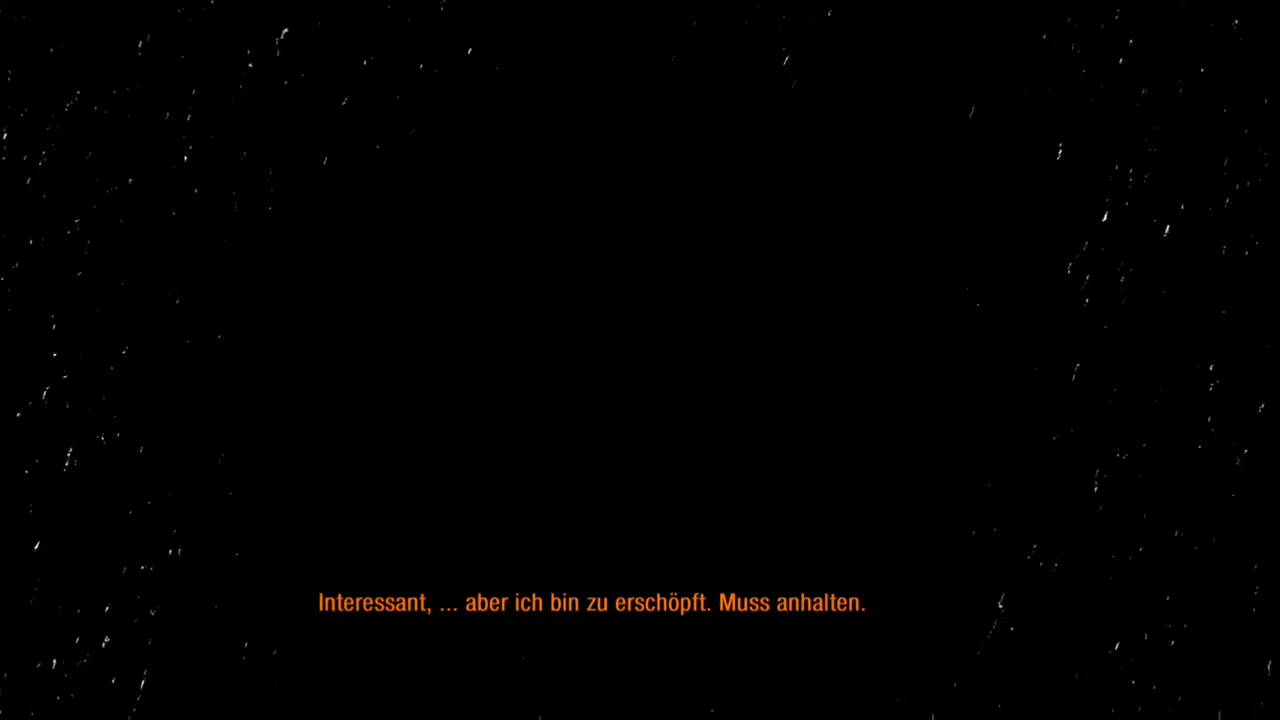 Interessant, ... aber ich bin zu erschöpft. Muss anhalten.